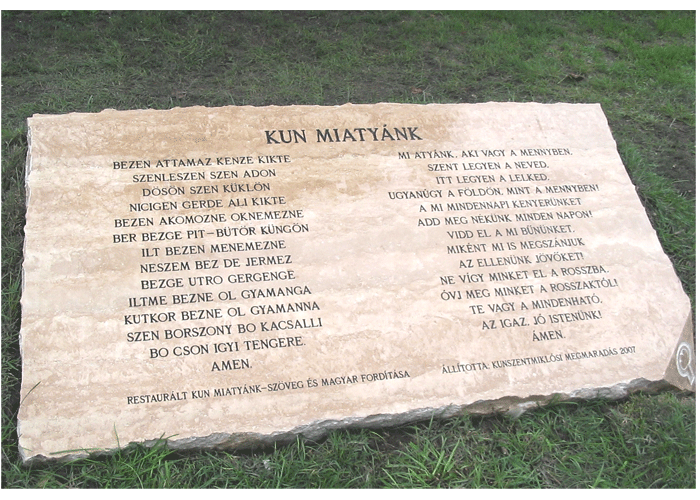 KUN MIATYÁNK
BEZEN ATTAMAZ KENZE KIKTE
SZENLESZEN SZEN ADON
DÖSÖN SZEN KÜKLÖN
NICIGEN GERDE ALI KIKTE
BEZEN AKOMOZNE OKNEMEZNE
BER BEZGE PIT-BÜTÖR KÜNGÖN
ILT BEZEN MENEMEZNE
NESZEM BEZ DE JERMEZ
BEZGE UTRO GERGENGE
ILTME BEZNE OL GYAMANGA
KUTKOR BEZNE OL GYAMANNA
SZEN BORSZONY BO KACSALLI
BO CSON IGYI TENGERE.
AMEN.
MI ATYÁNK, AKI VAGY A MENNYBEN,
SZENT LEGYEN A NEVED,
ITT LEGYEN A LELKED,
UGYANÚGY A FÖLDÖN, MINT A MENNYBEN!
A MI MINDENNAPI KENYERÜNKET
ADD MEG NEKÜNK MINDEN NAPON!
VIDD EL A MI BŰNÜNKET,
MIKÉNT MI IS MEGSZÁNJUK
AZ ELLENÜNK JÖVŐKET!
NE VÍGY MINKET EL A ROSSZBA,
ÓVJ MEG MINKET A ROSSZAKTÓL!
TE VAGY A MINDENHATÓ,
AZ IGAZ, JÓ ISTENÜNK!
ÁMEN.
RESTAURÁLT KUN MIATYÁNK-SZÖVEG ÉS MAGYAR FORDÍTÁSA
ÁLLÍTOTTA: KUNSZENTMIKLÓSI MEGMARADÁS 2007